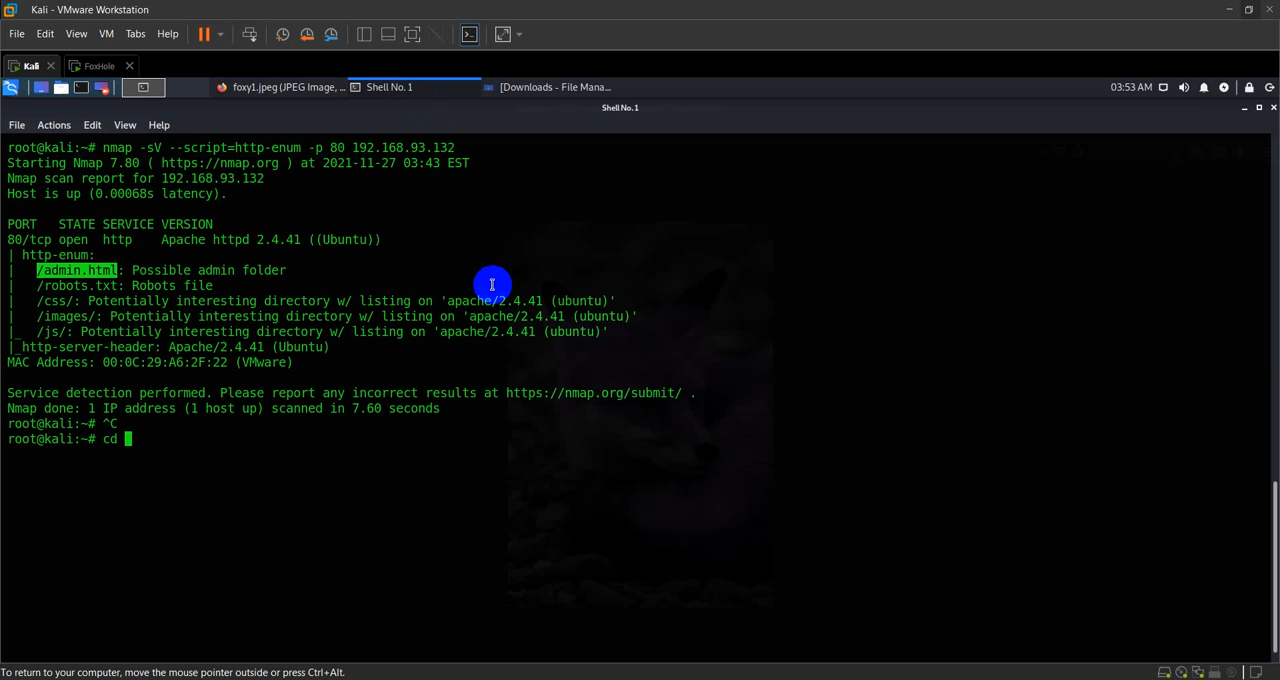 Kali - VMware Workstation
File Edit View VM Tabs Help
Kali FoxHole
foxy1.jpeg (JPEG Image, ... Shell No. 1 [Downloads - File Mana... 03:53 AM
Shell No. 1
File Actions Edit View Help
root@kali:~# nmap -sV --script=http-enum -p 80 192.168.93.132
Starting Nmap 7.80 ( https://nmap.org ) at 2021-11-27 03:43 EST
Nmap scan report for 192.168.93.132
Host is up (0.00068s latency).
PORT   STATE SERVICE VERSION
80/tcp open  http    Apache httpd 2.4.41 ((Ubuntu))
| http-enum:
|   /admin.html: Possible admin folder
|   /robots.txt: Robots file
|   /css/: Potentially interesting directory w/ listing on 'apache/2.4.41 (ubuntu)'
|   /images/: Potentially interesting directory w/ listing on 'apache/2.4.41 (ubuntu)'
|_  /js/: Potentially interesting directory w/ listing on 'apache/2.4.41 (ubuntu)'
|_http-server-header: Apache/2.4.41 (Ubuntu)
MAC Address: 00:0C:29:A6:2F:22 (VMware)
Service detection performed. Please report any incorrect results at https://nmap.org/submit/ .
Nmap done: 1 IP address (1 host up) scanned in 7.60 seconds
root@kali:~# ^C
root@kali:~# cd
To return to your computer, move the mouse pointer outside or press Ctrl+Alt.